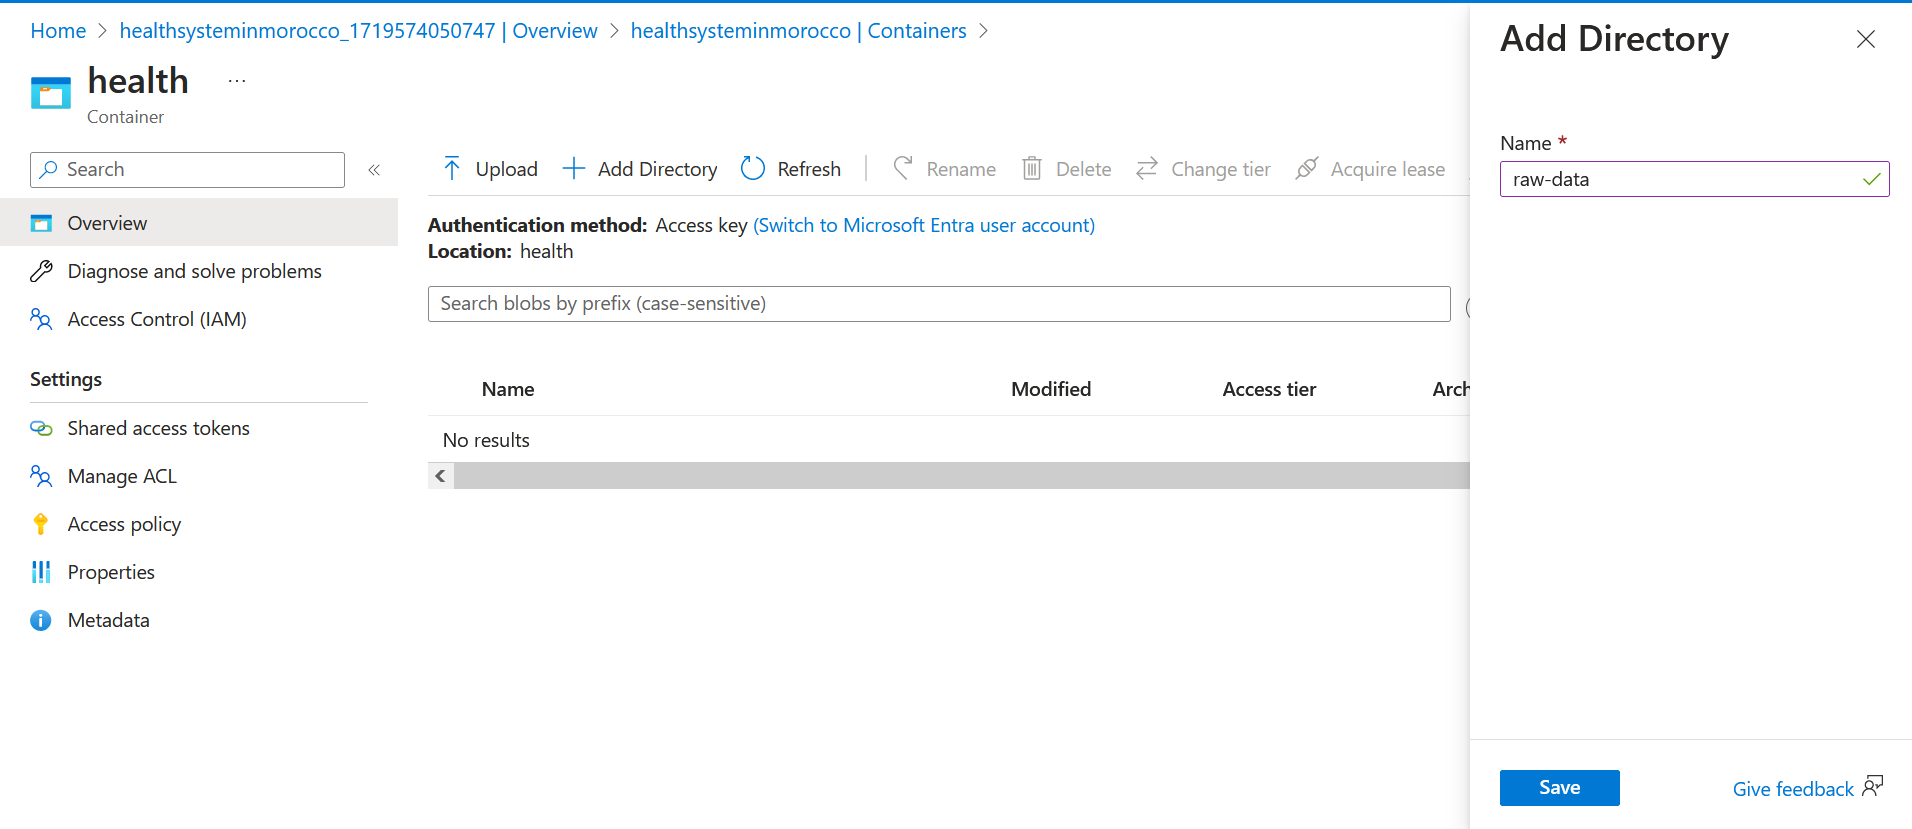 Home > healthsysteminmorocco_1719574050747 | Overview > healthsysteminmorocco | Containers >
health ...
Container
Search «
Overview
Diagnose and solve problems
Access Control (IAM)
Settings
Shared access tokens
Manage ACL
Access policy
Properties
Metadata
Upload Add Directory Refresh Rename Delete Change tier Acquire lease
Authentication method: Access key (Switch to Microsoft Entra user account)
Location: health
Search blobs by prefix (case-sensitive)
Name Modified Access tier Arch
No results
Add Directory
Name *
raw-data
Save Give feedback